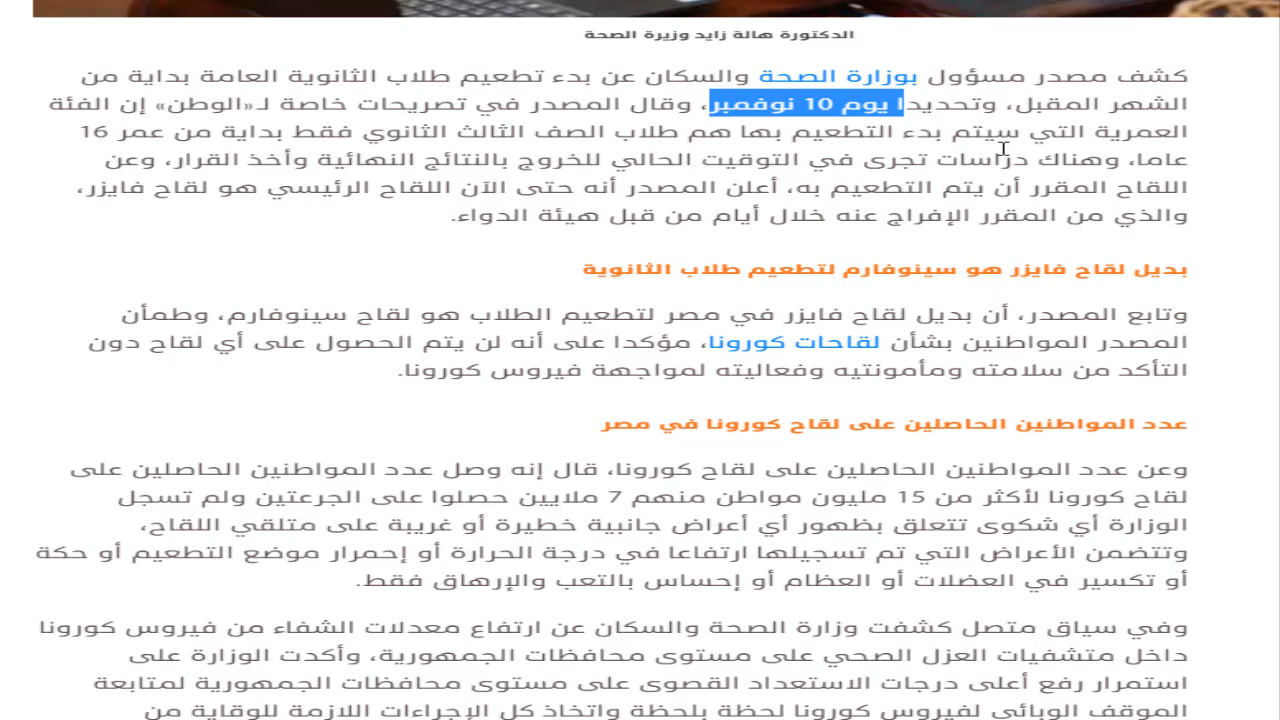 الدكتورة هالة زايد وزيرة الصحة
كشف مصدر مسؤول بوزارة الصحة والسكان عن بدء تطعيم طلاب الثانوية العامة بداية من
الشهر المقبل، وتحديدا يوم 10 نوفمبر، وقال المصدر في تصريحات خاصة لـ«الوطن» إن الفئة
العمرية التي سيتم بدء التطعيم بها هم طلاب الصف الثالث الثانوي فقط بداية من عمر 16
عاما، وهناك دراسات تجرى في التوقيت الحالي للخروج بالنتائج النهائية وأخذ القرار، وعن
اللقاح المقرر أن يتم التطعيم به، أعلن المصدر أنه حتى الآن اللقاح الرئيسي هو لقاح فايزر،
والذي من المقرر الإفراج عنه خلال أيام من قبل هيئة الدواء.
بديل لقاح فايزر هو سينوفارم لتطعيم طلاب الثانوية
وتابع المصدر، أن بديل لقاح فايزر في مصر لتطعيم الطلاب هو لقاح سينوفارم، وطمأن
المصدر المواطنين بشأن لقاحات كورونا، مؤكدا على أنه لن يتم الحصول على أي لقاح دون
التأكد من سلامته ومأمونتيه وفعاليته لمواجهة فيروس كورونا.
عدد المواطنين الحاصلين على لقاح كورونا في مصر
وعن عدد المواطنين الحاصلين على لقاح كورونا، قال إنه وصل عدد المواطنين الحاصلين على
لقاح كورونا لأكثر من 15 مليون مواطن منهم 7 ملايين حصلوا على الجرعتين ولم تسجل
الوزارة أي شكوى تتعلق بظهور أي أعراض جانبية خطيرة أو غريبة على متلقي اللقاح،
وتتضمن الأعراض التي تم تسجيلها ارتفاعا في درجة الحرارة أو إحمرار موضع التطعيم أو حكة
أو تكسير في العضلات أو العظام أو إحساس بالتعب والإرهاق فقط.
وفي سياق متصل كشفت وزارة الصحة والسكان عن ارتفاع معدلات الشفاء من فيروس كورونا
داخل متشفيات العزل الصحي على مستوى محافظات الجمهورية، وأكدت الوزارة على
استمرار رفع أعلى درجات الاستعداد القصوى على مستوى محافظات الجمهورية لمتابعة
الموقف الوبائي لفيروس كورونا لحظة بلحظة واتخاذ كل الإجراءات اللازمة للوقاية من